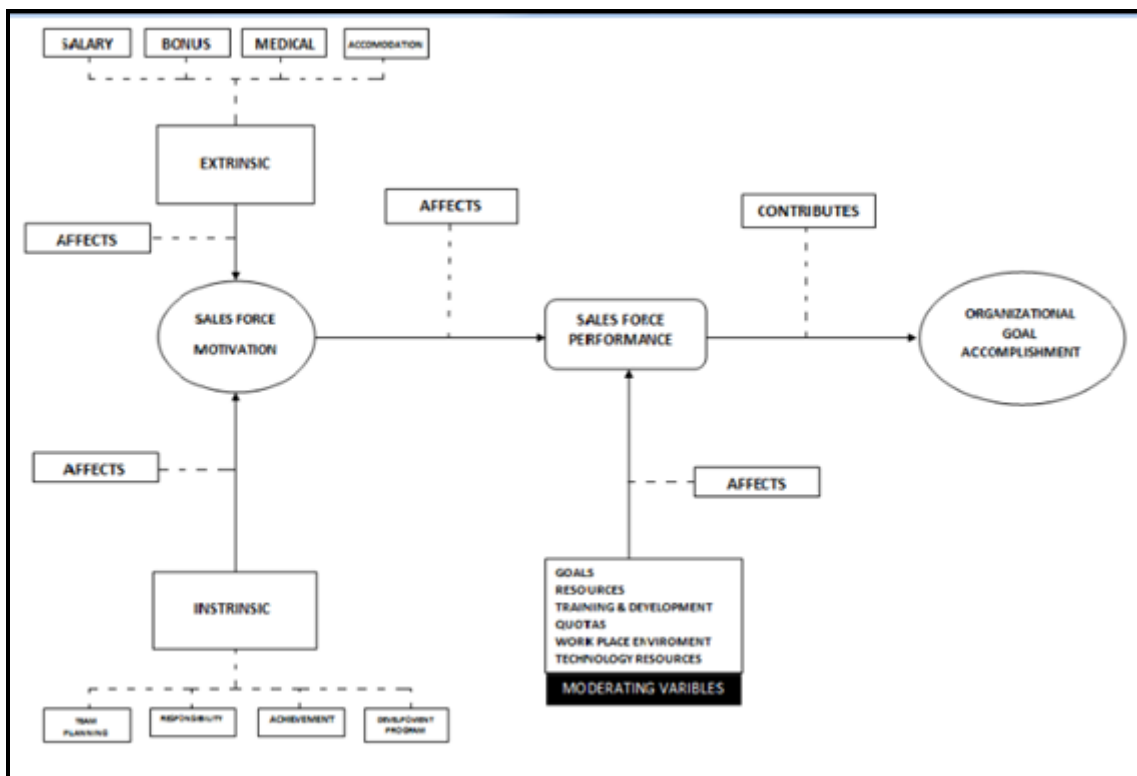 SALARY
BONUS
MEDICAL
ACCOMODATION
EXTRINSIC
AFFECTS
AFFECTS
CONTRIBUTES
SALES FORCE
MOTIVATION
SALES FORCE
PERFORMANCE
ORGANIZATIONAL
GOAL
ACCOMPLISHMENT
AFFECTS
AFFECTS
INSTRINSIC
GOALS
RESOURCES
TRAINING & DEVELOPMENT
QUOTAS
WORK PLACE ENVIROMENT
TECHNOLOGY RESOURCES
MODERATING VARIBLES
TEAM
PLANNING
RESPONSIBILITY
ACHIEVEMENT
PROGRAM